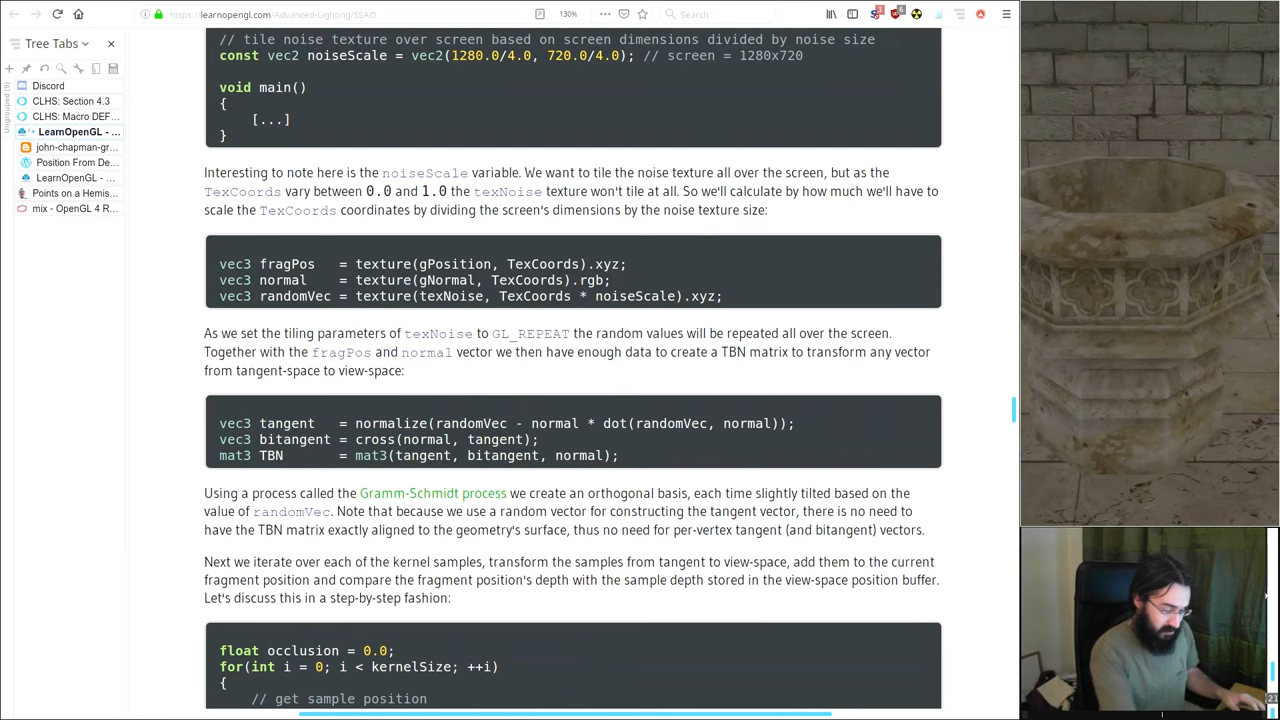 https://learnopengl.com/Advanced-Lighting/SSAO
130%
Search
3
6
Tree Tabs
Ungrouped (9)
Discord
CLHS: Section 4.3
CLHS: Macro DEF...
LearnOpenGL - ...
john-chapman-gr...
Position From De...
LearnOpenGL - ...
Points on a Hemis...
mix - OpenGL 4 R...
// tile noise texture over screen based on screen dimensions divided by noise size
const vec2 noiseScale = vec2(1280.0/4.0, 720.0/4.0); // screen = 1280x720
void main()
{
[...]
}
Interesting to note here is the noiseScale variable. We want to tile the noise texture all over the screen, but as the
TexCoords vary between 0.0 and 1.0 the texNoise texture won't tile at all. So we'll calculate by how much we'll have to
scale the TexCoords coordinates by dividing the screen's dimensions by the noise texture size:
vec3 fragPos = texture(gPosition, TexCoords).xyz;
vec3 normal = texture(gNormal, TexCoords).rgb;
vec3 randomVec = texture(texNoise, TexCoords * noiseScale).xyz;
As we set the tiling parameters of texNoise to GL_REPEAT the random values will be repeated all over the screen.
Together with the fragPos and normal vector we then have enough data to create a TBN matrix to transform any vector
from tangent-space to view-space:
vec3 tangent = normalize(randomVec - normal * dot(randomVec, normal));
vec3 bitangent = cross(normal, tangent);
mat3 TBN = mat3(tangent, bitangent, normal);
Using a process called the Gramm-Schmidt process we create an orthogonal basis, each time slightly tilted based on the
value of randomVec. Note that because we use a random vector for constructing the tangent vector, there is no need to
have the TBN matrix exactly aligned to the geometry's surface, thus no need for per-vertex tangent (and bitangent) vectors.
Next we iterate over each of the kernel samples, transform the samples from tangent to view-space, add them to the current
fragment position and compare the fragment position's depth with the sample depth stored in the view-space position buffer.
Let's discuss this in a step-by-step fashion:
float occlusion = 0.0;
for(int i = 0; i < kernelSize; ++i)
{
// get sample position